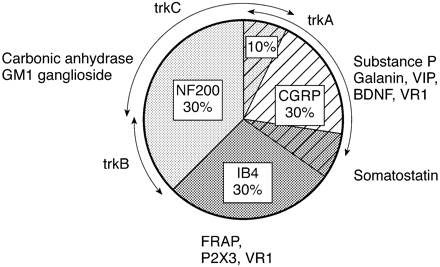 trkC
trkA
10%
Carbonic anhydrase
GM1 ganglioside
Substance P
Galanin, VIP,
BDNF, VR1
NF200
30%
CGRP
30%
trkB
IB4
30%
Somatostatin
FRAP,
P2X3, VR1